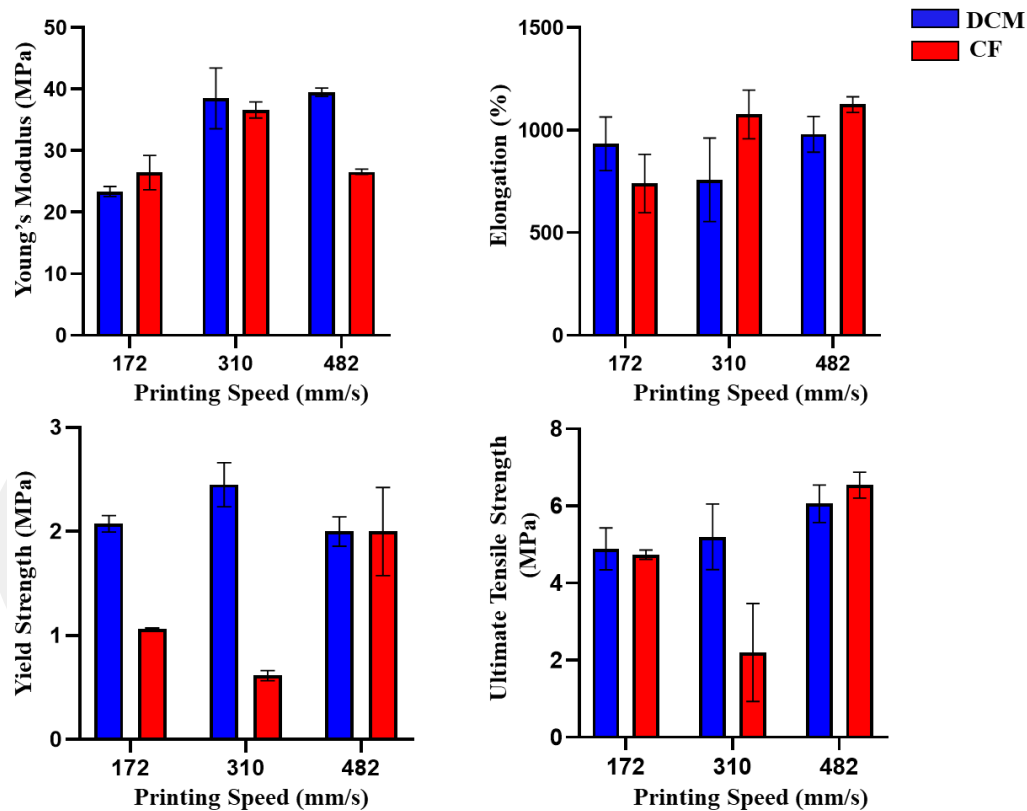 DCM
CF
Young's Modulus (MPa)
50
40
30
20
10
0
172 310 482
Printing Speed (mm/s)
Elongation (%)
1500
1000
500
0
172 310 482
Printing Speed (mm/s)
Yield Strength (MPa)
3
2
1
0
172 310 482
Printing Speed (mm/s)
Ultimate Tensile Strength
(MPa)
8
6
4
2
0
172 310 482
Printing Speed (mm/s)